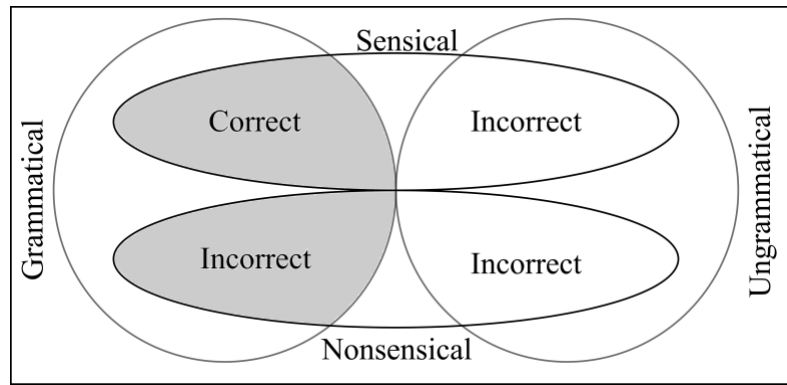 Sensical
Correct
Incorrect
Grammatical
Ungrammatical
Incorrect
Incorrect
Nonsensical